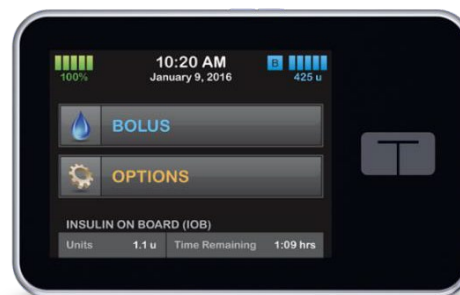 10:20 AM
100%
January 9, 2016
B
425 u
BOLUS
OPTIONS
INSULIN ON BOARD (IOB)
Units 1.1 u Time Remaining 1:09 hrs
T